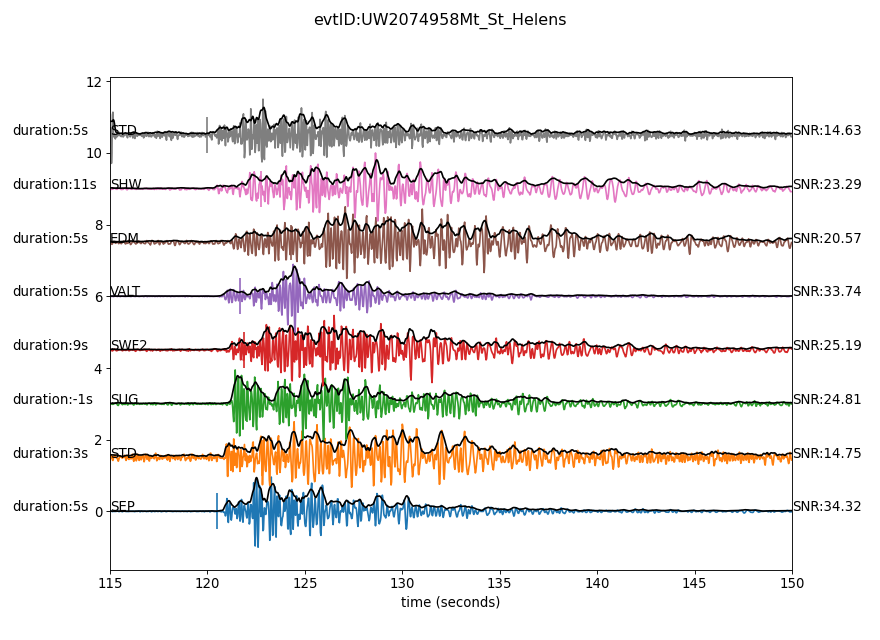 evtID:UW2074958Mt_St_Helens
12
duration:5s STD SNR:14.63
10
duration:11s SHW SNR:23.29
8
duration:5s EDM SNR:20.57
duration:5s VALT SNR:33.74
6
duration:9s SWF2 SNR:25.19
4
duration:-1s SUG SNR:24.81
2
duration:3s STD SNR:14.75
duration:5s SEP SNR:34.32
0
115 120 125 130 135 140 145 150
time (seconds)